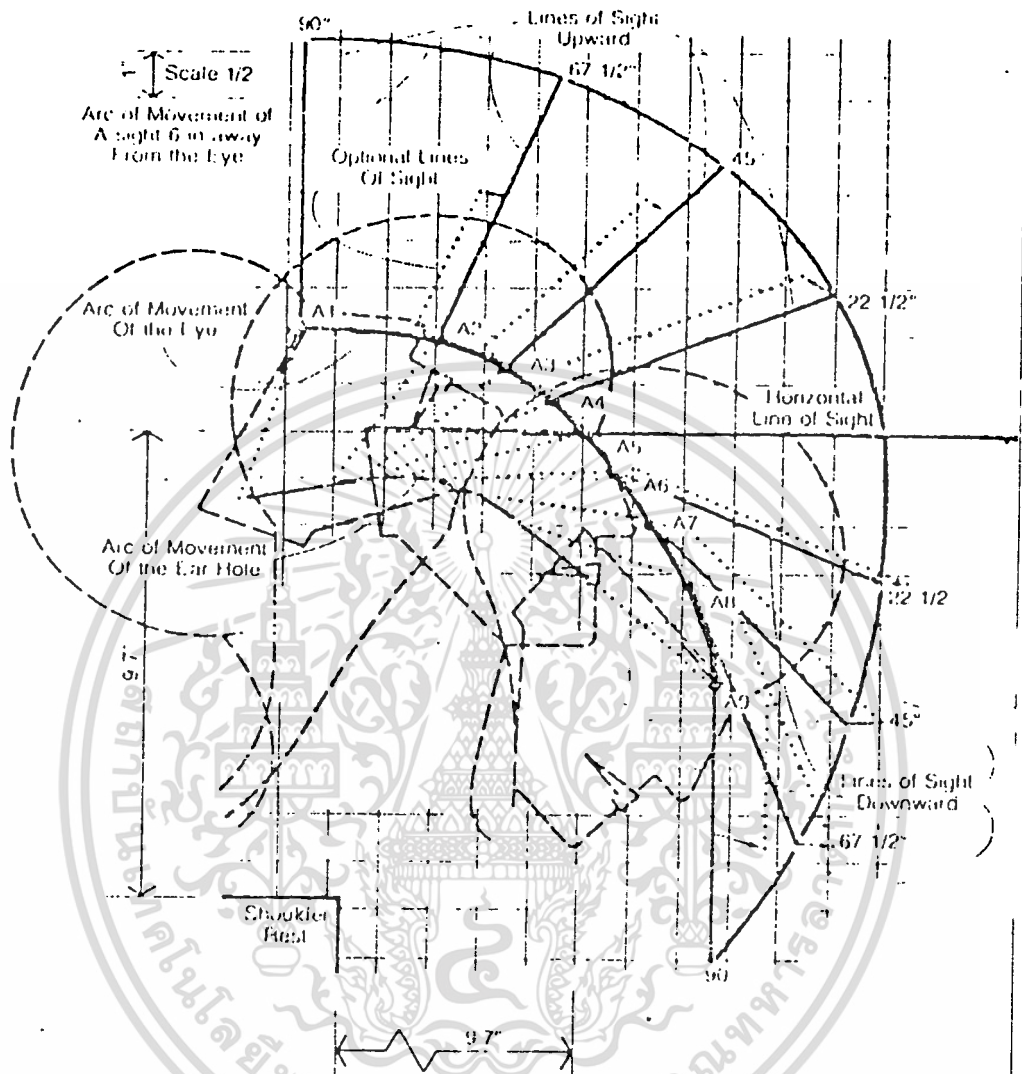 90°
Lines of Sight
Upward
67 1/2°
Scale 1/2
1"
Arc of Movement of
A sight 6 in away
From the Eye
Optional Lines
Of Sight
45
22 1/2°
Arc of Movement
Of the Eye
A1
A2
A3
A4
Horizontal
Line of Sight
A5
A6
A7
Arc of Movement
Of the Ear Hole
A8
22 1/2
A9
45°
Lines of Sight
Downward
67 1/2°
Shoulder
Rest
90
9.7"